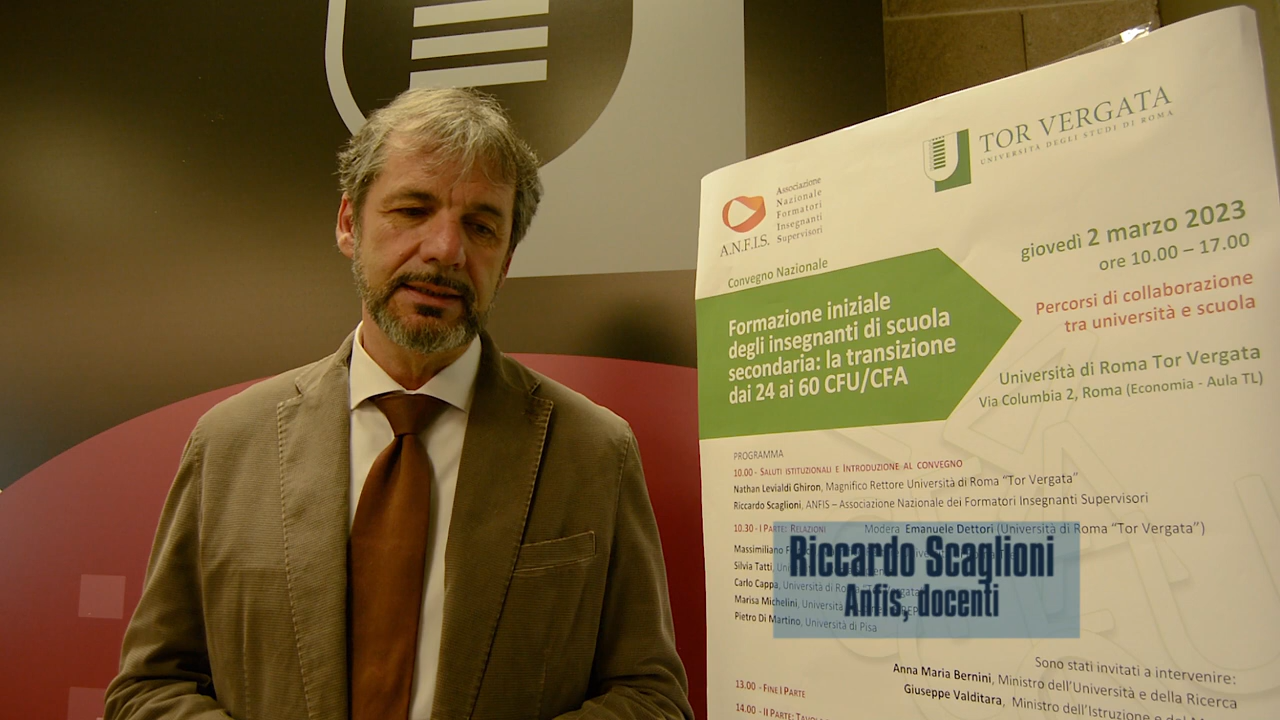 TOR VERGATA
UNIVERSITÀ DEGLI STUDI DI ROMA
Associazione
Nazionale
Formatori
Insegnanti
Supervisori
A.N.F.I.S.
giovedì 2 marzo 2023
ore 10.00 – 17.00
Convegno Nazionale
Formazione iniziale
degli insegnanti di scuola
secondaria: la transizione
dai 24 ai 60 CFU/CFA
Percorsi di collaborazione
tra università e scuola
Università di Roma Tor Vergata
Via Columbia 2, Roma (Economia - Aula TL)
PROGRAMMA
10.00 - SALUTI ISTITUZIONALI E INTRODUZIONE AL CONVEGNO
Nathan Levialdi Ghiron, Magnifico Rettore Università di Roma "Tor Vergata"
Riccardo Scaglioni, ANFIS – Associazione Nazionale dei Formatori Insegnanti Supervisori
10.30 - I PARTE: RELAZIONI Modera Emanuele Dettori (Università di Roma "Tor Vergata")
Massimiliano
Silvia Tatti,
Carlo Cappa, Università di Roma "Tor Vergata"
Marisa Michelini, Università
Pietro Di Martino, Università di Pisa
Riccardo Scaglioni
Anfis, docenti
Sono stati invitati a intervenire:
Anna Maria Bernini, Ministro dell'Università e della Ricerca
Giuseppe Valditara, Ministro dell'Istruzione e del
13.00 - FINE I PARTE
14.00 - II PARTE: